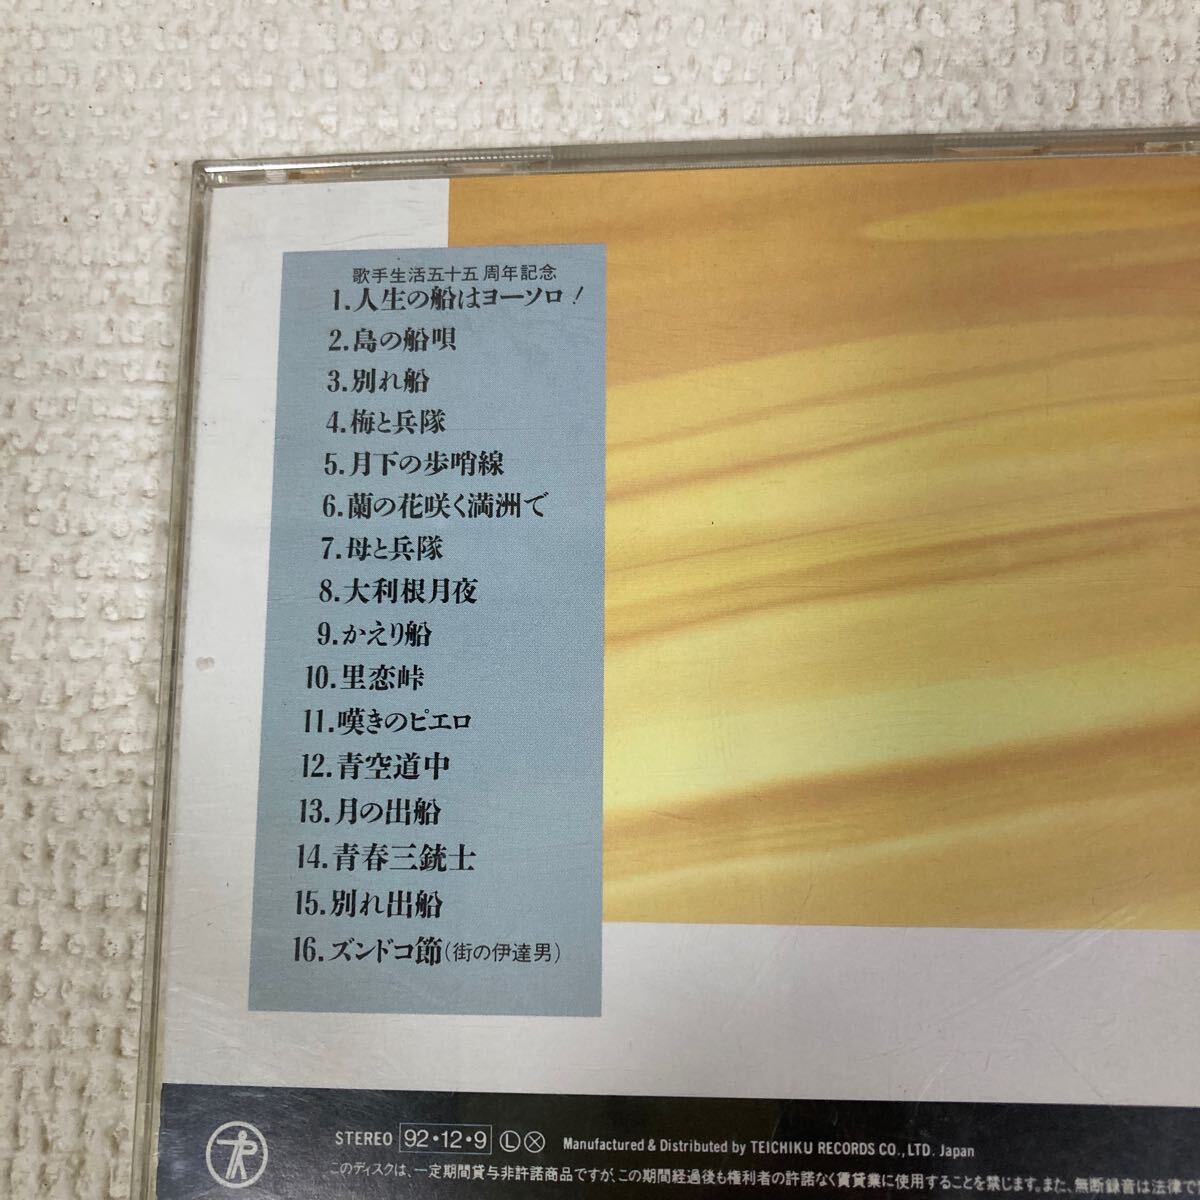 歌手生活五十五周年記念
1.人生の船はヨーソロ!
2.島の船唄
3.別れ船
4.梅と兵隊
5.月下の歩哨線
6.蘭の花咲く満洲で
7.母と兵隊
8.大利根月夜
9.かえり船
10.里恋峠
11.嘆きのピエロ
12.青空道中
13.月の出船
14.青春三銃士
15.別れ出船
16.ズンドコ節(街の伊達男)
STEREO 92・12・9 Ⓛ Ⓧ Manufactured & Distributed by TEICHIKU RECORDS CO.,LTD. Japan
このディスクは、一定期間貸与非許諾商品ですが、この期間経過後も権利者の許諾なく賃貸業に使用することを禁じます。また、無断録音は法律で